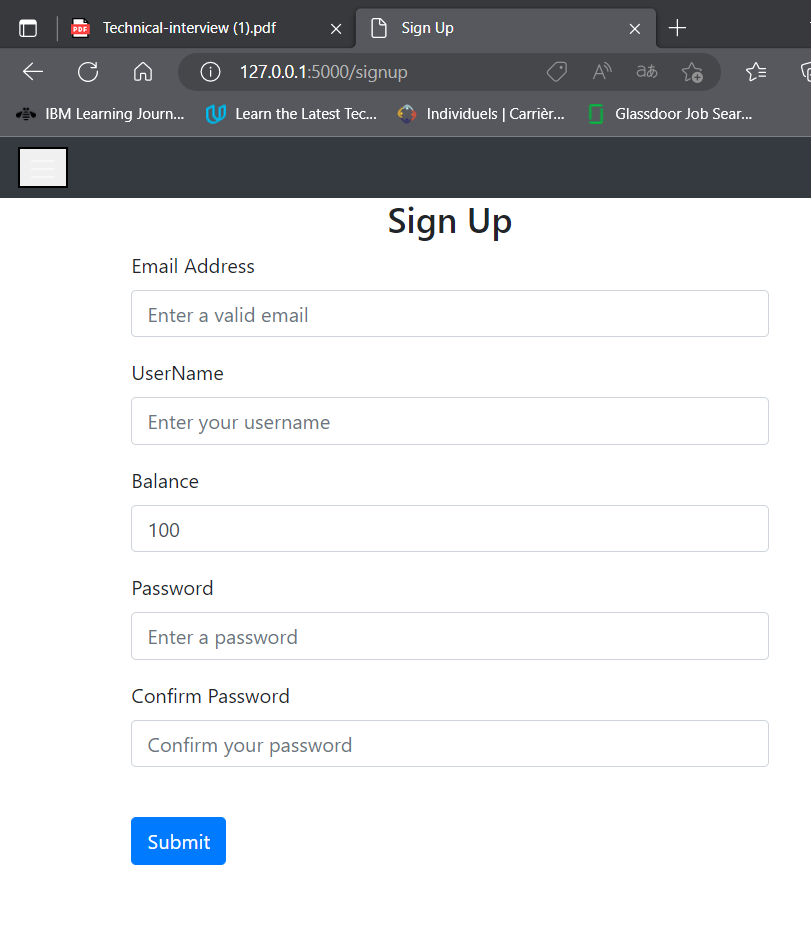 Technical-interview (1).pdf
Sign Up
127.0.0.1:5000/signup
IBM Learning Journ...
Learn the Latest Tec...
Individuels | Carrièr...
Glassdoor Job Sear...
Sign Up
Email Address
Enter a valid email
UserName
Enter your username
Balance
100
Password
Enter a password
Confirm Password
Confirm your password
Submit